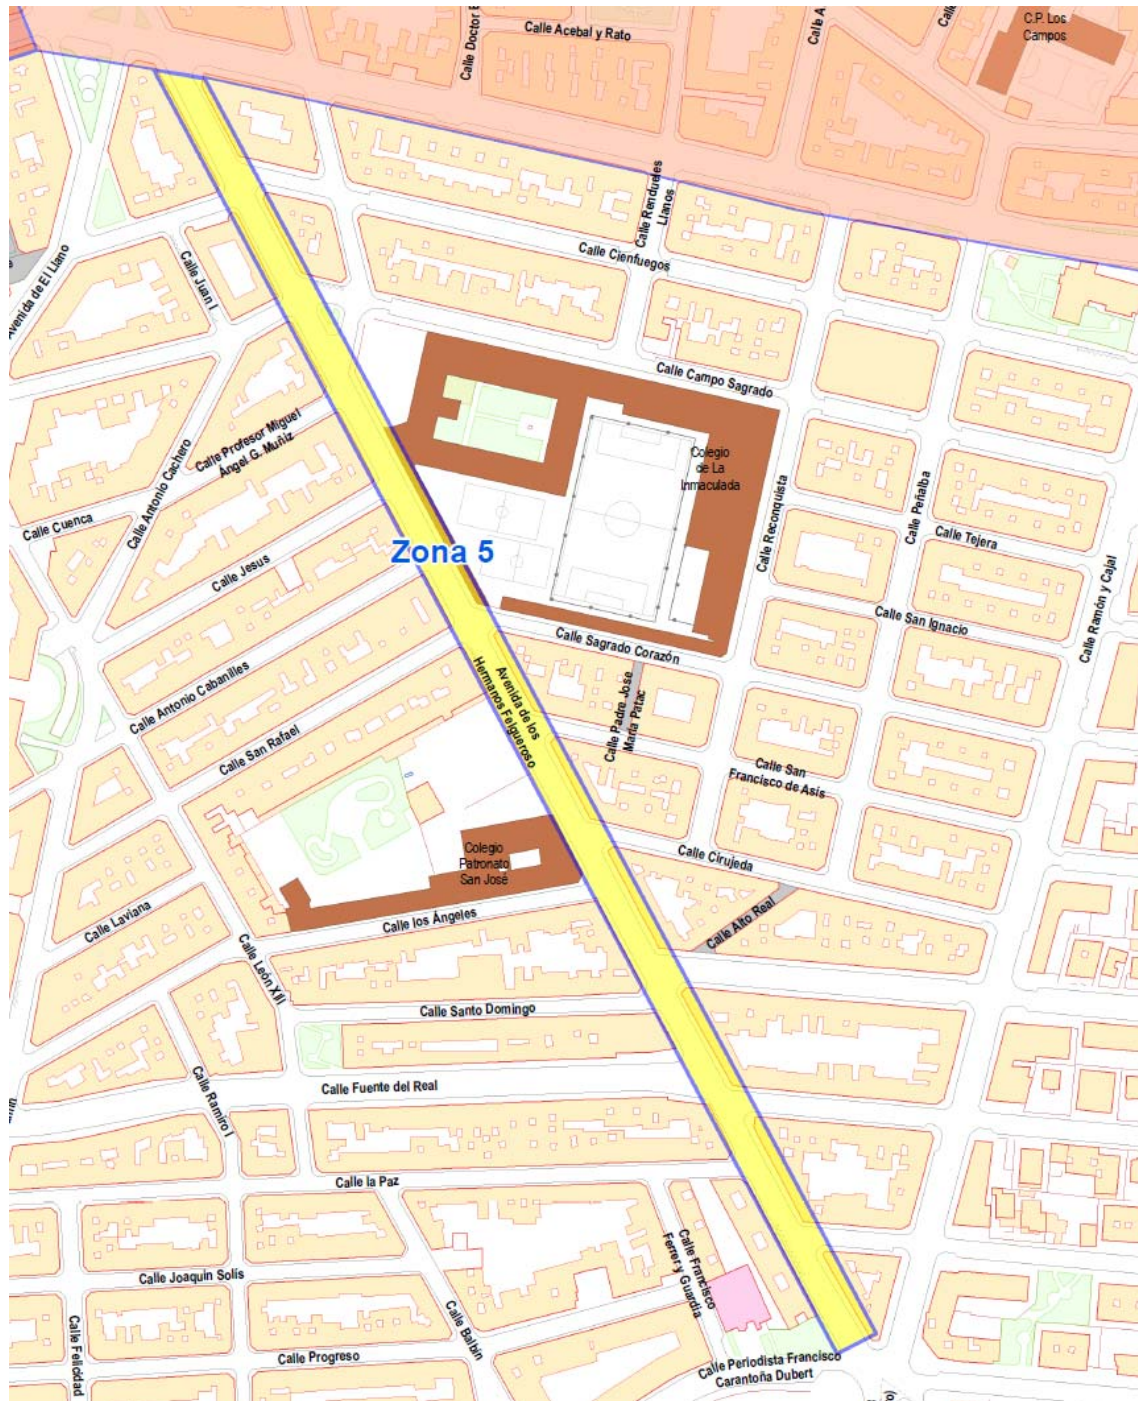 C.P. Los
Campos
Calle Acebal y Rato
Calle Doctor
Calle
Calle Rendueles
Llanos
Calle Cienfuegos
Avenida de El Llano
Calle Juan I
Calle Campo Sagrado
Calle Profesor Miguel
Ángel G. Muñiz
Colegio
de La
Inmaculada
Calle Antonio Cachero
Calle Cuenca
Calle Reconquista
Calle Peñalba
Calle Tejera
Zona 5
Calle Jesus
Calle Ramón y Cajal
Calle San Ignacio
Calle Sagrado Corazón
Avenida de los
Hermanos Felgueroso
Calle Padre Jose
María Patac
Calle Antonio Cabanilles
Calle San Rafael
Calle San
Francisco de Asis
Colegio
Patronato
San José
Calle Cirujeda
Calle Laviana
Calle los Ángeles
Calle Alto Real
Calle León XIII
Calle Santo Domingo
Calle Fuente del Real
Calle Ramiro I
Calle la Paz
Calle Francisco
Ferrer y Guardia
Calle Joaquin Solís
Calle Balbín
Calle Felicidad
Calle Progreso
Calle Periodista Francisco
Carantoña Dubert